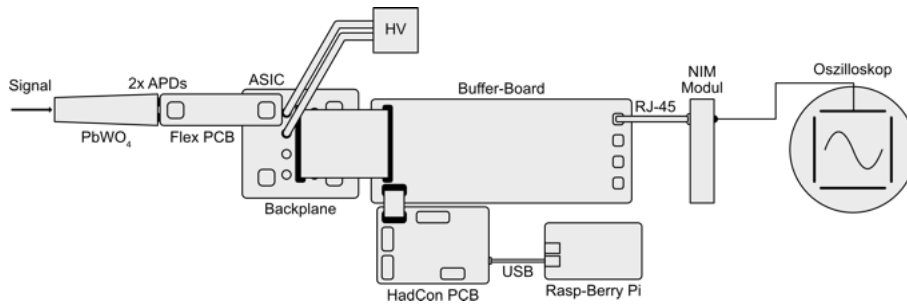 HV
Signal
2x APDs
ASIC
Buffer-Board
NIM
Modul
Oszilloskop
RJ-45
PbWO4
Flex PCB
Backplane
HadCon PCB
USB
Rasp-Berry Pi